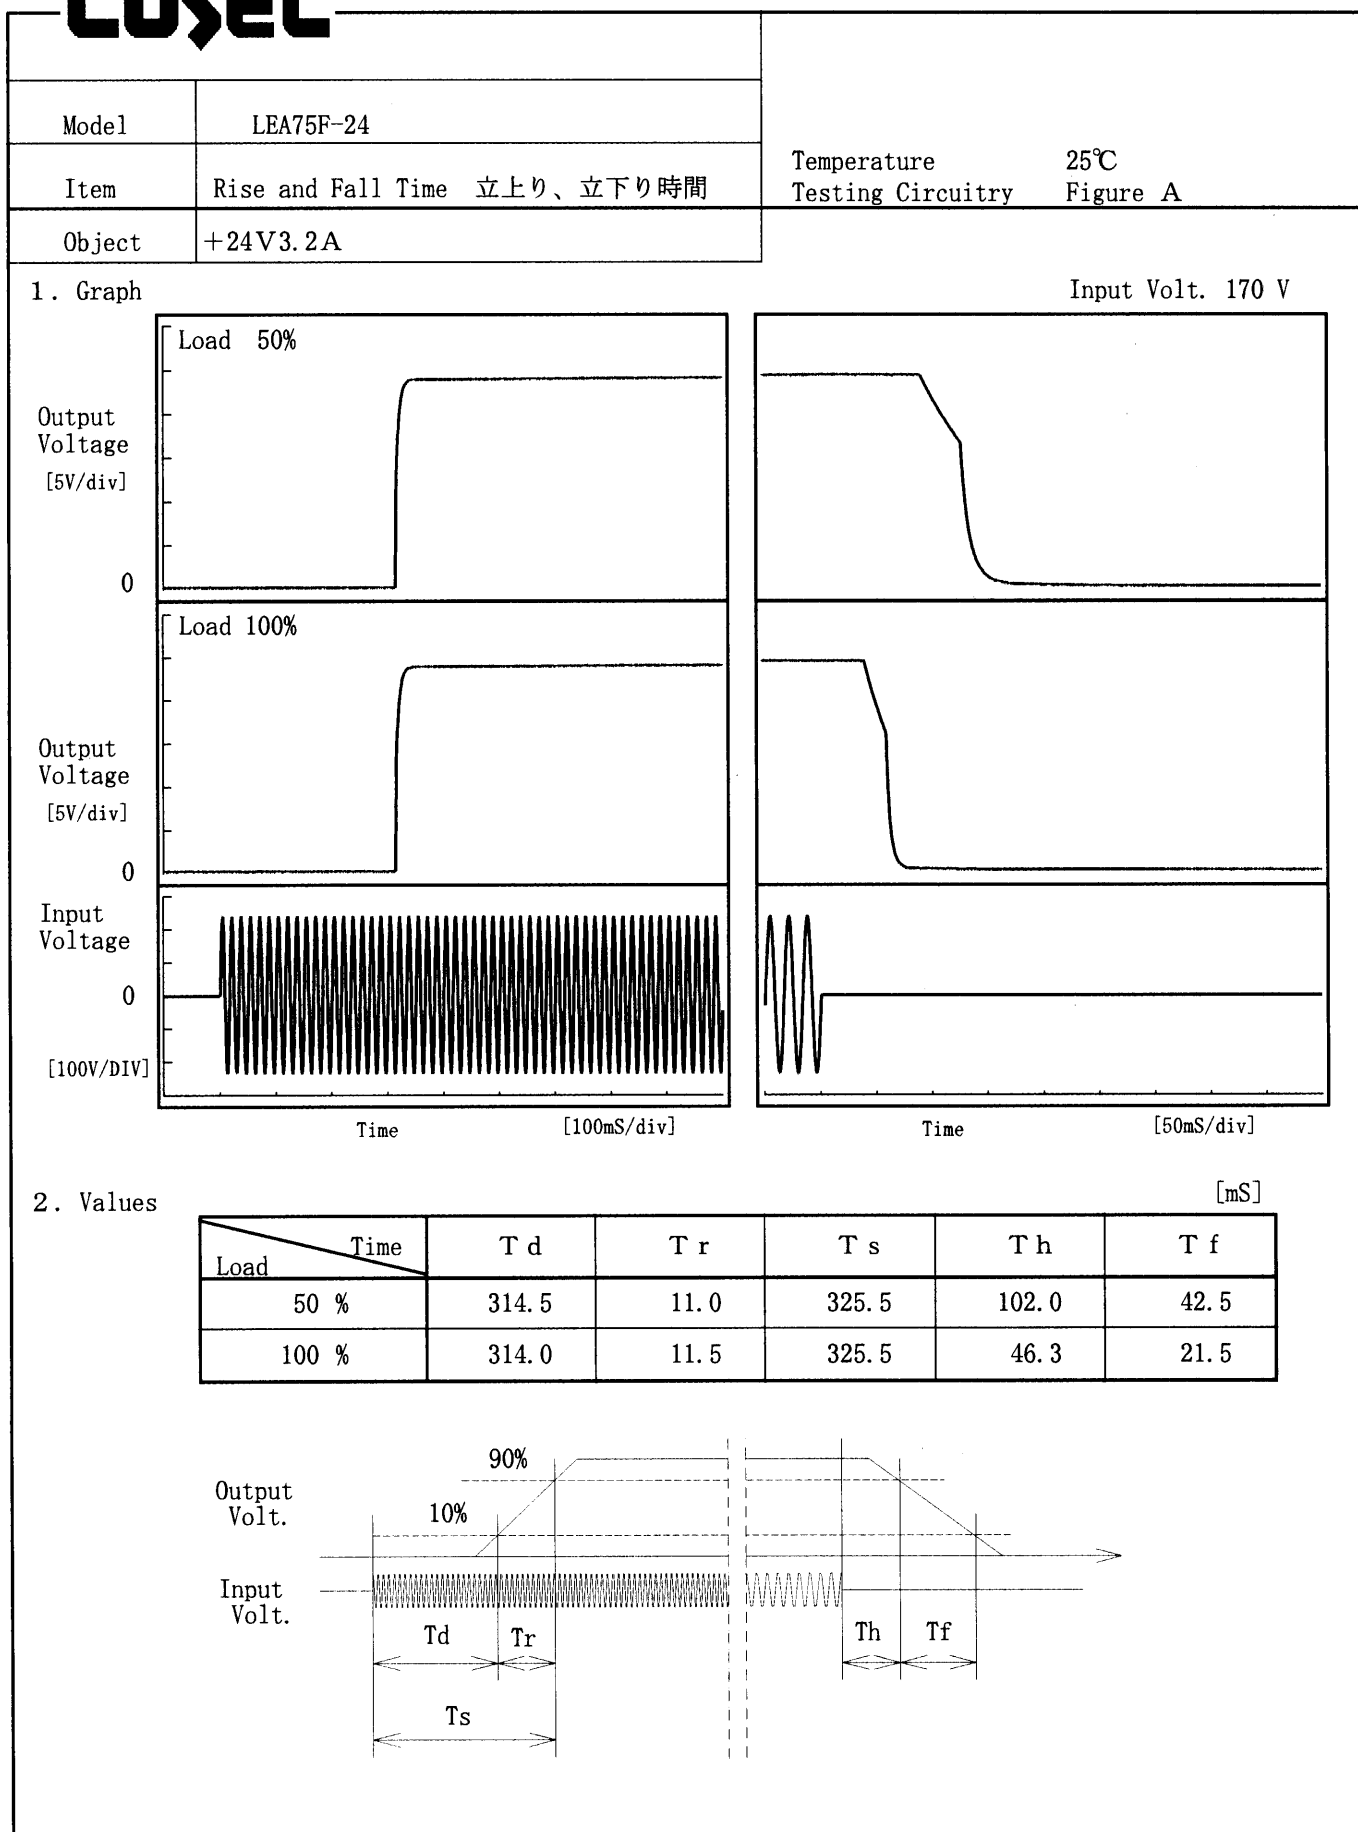 COSEL
Model LEA75F-24
Item Rise and Fall Time 立上り、立下り時間
Temperature 25℃
Testing Circuitry Figure A
Object +24V3.2A
1. Graph
Input Volt. 170 V
Load 50%
Output
Voltage
[5V/div]
0
Load 100%
Output
Voltage
[5V/div]
0
Input
Voltage
0
[100V/DIV]
Time [100mS/div]
Time [50mS/div]
2. Values
[mS]
Time
Load
Td Tr Ts Th Tf
50 % 314.5 11.0 325.5 102.0 42.5
100 % 314.0 11.5 325.5 46.3 21.5
90%
Output
Volt.
10%
Input
Volt.
Td Tr Th Tf
Ts